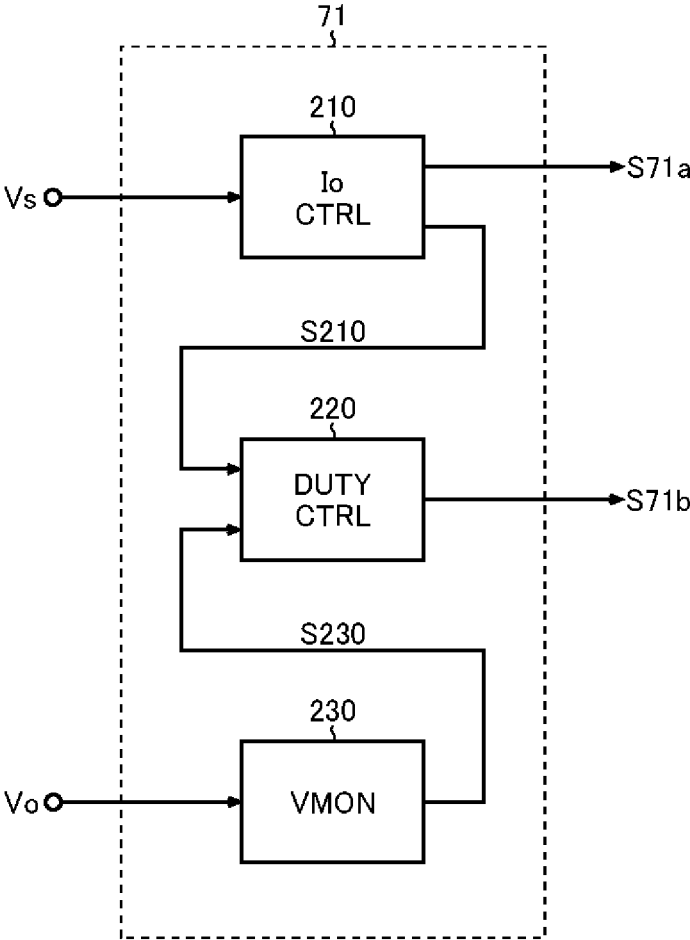 71
210
Vs
Io
CTRL
S71a
S210
220
DUTY
CTRL
S71b
S230
230
Vo
VMON